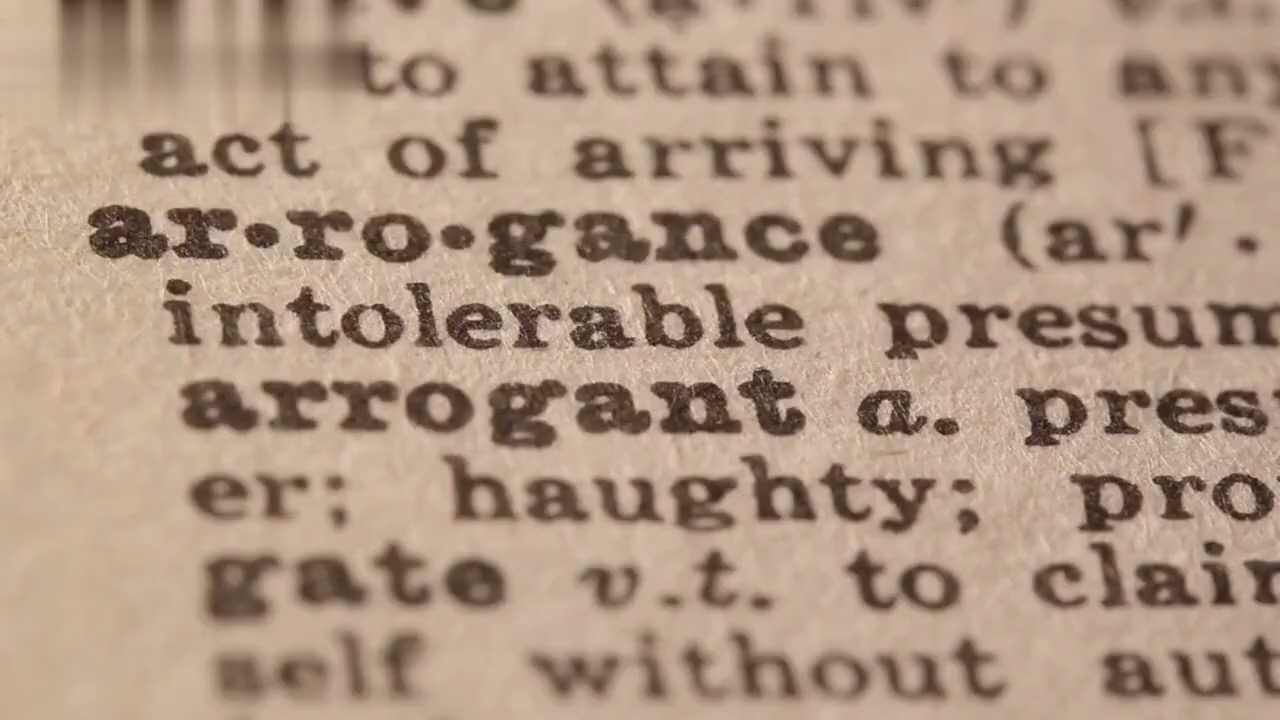 to attain to any
act of arriving [F
ar•ro•gance (ar′ •
intolerable presum
arrogant a. pres
er; haughty; pro
gate v.t. to clair
self without aut